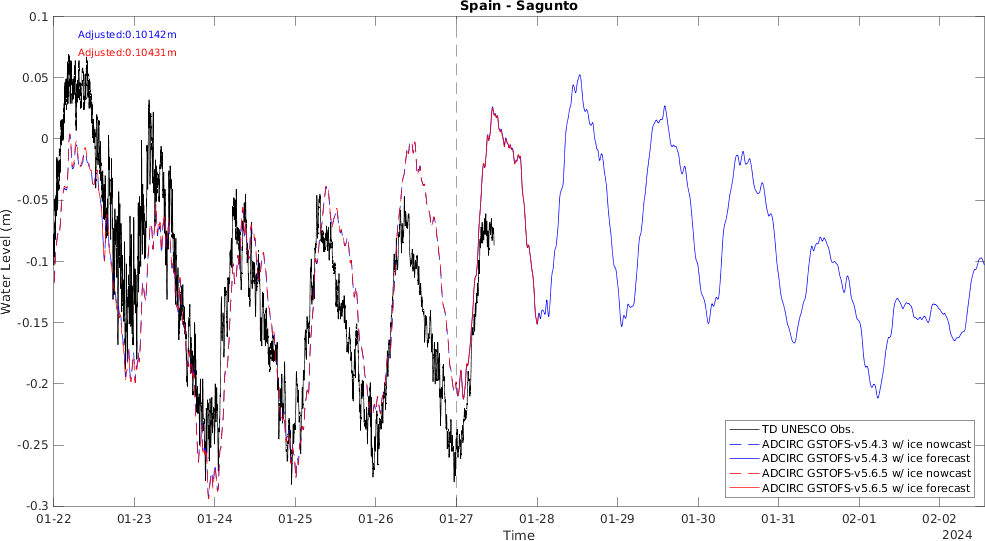 Spain - Sagunto
Adjusted:0.10142m
Adjusted:0.10431m
0.1
0.05
0
-0.05
-0.1
-0.15
-0.2
-0.25
-0.3
Water Level (m)
01-22 01-23 01-24 01-25 01-26 01-27 01-28 01-29 01-30 01-31 02-01 02-02
Time
2024
TD UNESCO Obs.
ADCIRC GSTOFS-v5.4.3 w/ ice nowcast
ADCIRC GSTOFS-v5.4.3 w/ ice forecast
ADCIRC GSTOFS-v5.6.5 w/ ice nowcast
ADCIRC GSTOFS-v5.6.5 w/ ice forecast